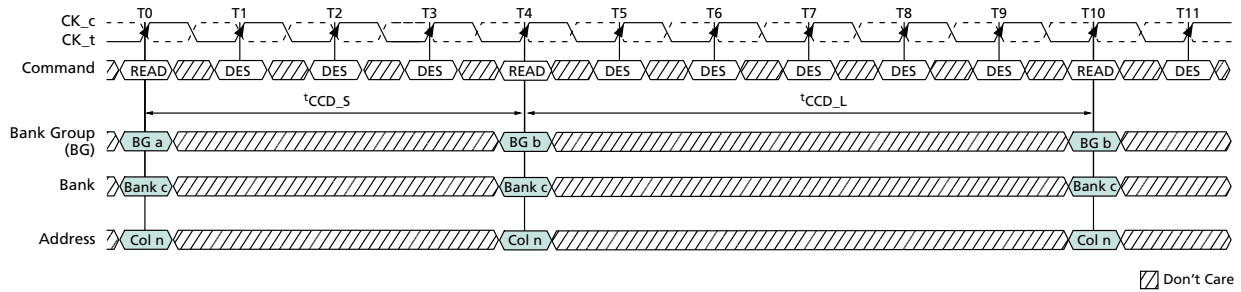 T0 T1 T2 T3 T4 T5 T6 T7 T8 T9 T10 T11
CK_c
CK_t
Command READ DES DES DES READ DES DES DES DES DES READ DES
tCCD_S tCCD_L
Bank Group
(BG)
BG a BG b BG b
Bank Bank c Bank c Bank c
Address Col n Col n Col n
Don't Care